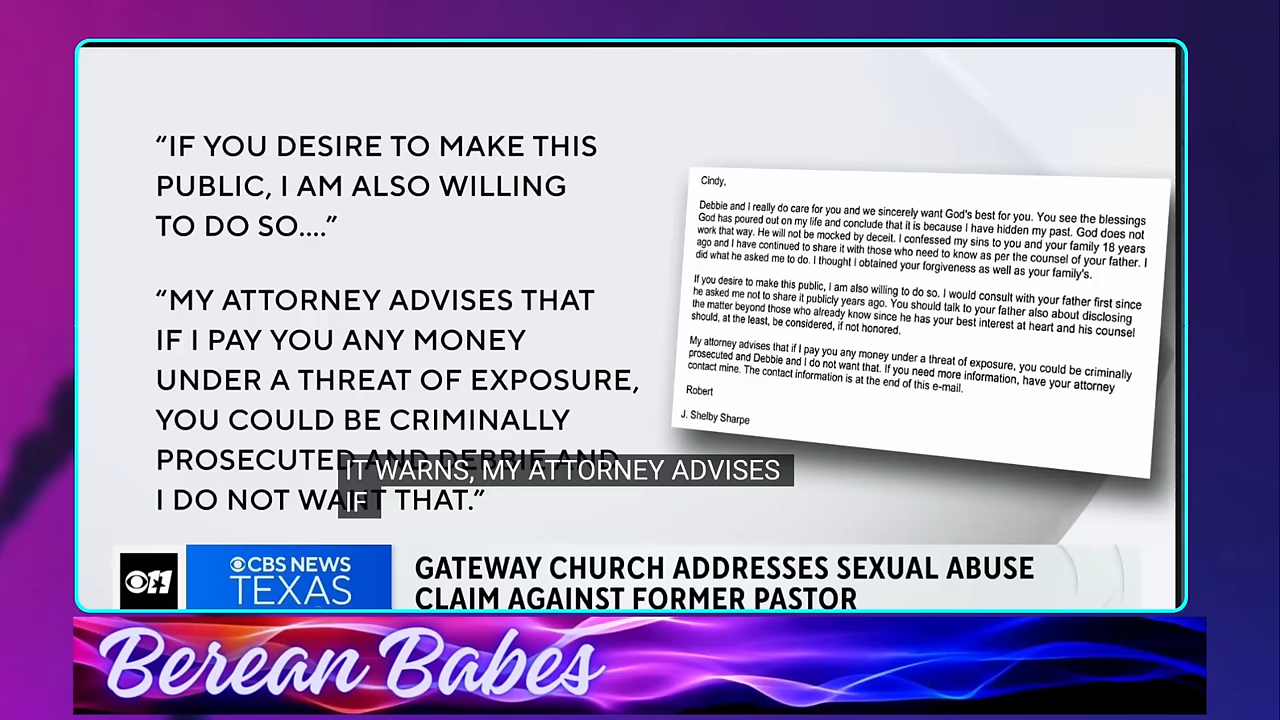 “IF YOU DESIRE TO MAKE THIS
PUBLIC, I AM ALSO WILLING
TO DO SO....”
“MY ATTORNEY ADVISES THAT
IF I PAY YOU ANY MONEY
UNDER A THREAT OF EXPOSURE,
YOU COULD BE CRIMINALLY
PROSECUTED AND DEBBIE AND
I DO NOT WANT THAT.”
Cindy,
Debbie and I really do care for you and we sincerely want God's best for you. You see the blessings
God has poured out on my life and conclude that it is because I have hidden my past. God does not
work that way. He will not be mocked by deceit. I confessed my sins to you and your family 18 years
ago and I have continued to share it with those who need to know as per the counsel of your father. I
did what he asked me to do. I thought I obtained your forgiveness as well as your family's.
If you desire to make this public, I am also willing to do so. I would consult with your father first since
he asked me not to share it publicly years ago. You should talk to your father also about disclosing
the matter beyond those who already know since he has your best interest at heart and his counsel
should, at the least, be considered, if not honored.
My attorney advises that if I pay you any money under a threat of exposure, you could be criminally
prosecuted and Debbie and I do not want that. If you need more information, have your attorney
contact mine. The contact information is at the end of this e-mail.
Robert
J. Shelby Sharpe
IT WARNS, MY ATTORNEY ADVISES
IF
11
CBS NEWS
TEXAS
GATEWAY CHURCH ADDRESSES SEXUAL ABUSE
CLAIM AGAINST FORMER PASTOR
Berean Babes